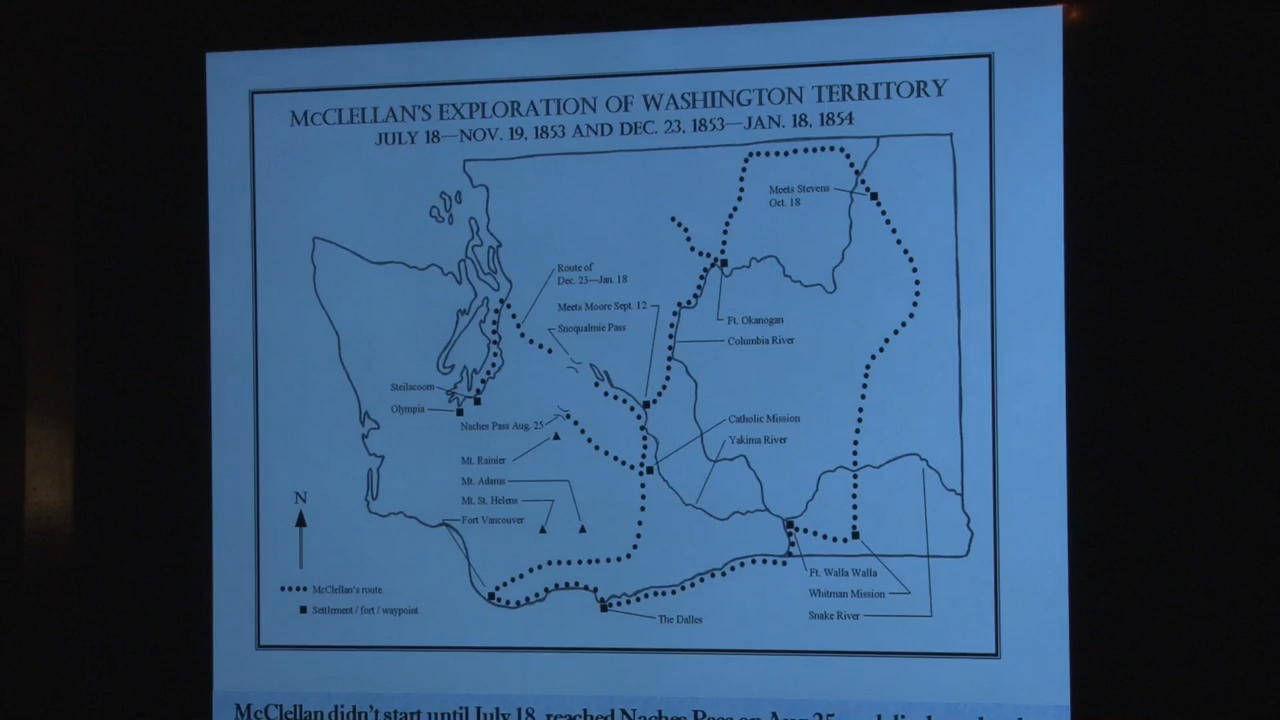 McCLELLAN'S EXPLORATION OF WASHINGTON TERRITORY
JULY 18—NOV. 19, 1853 AND DEC. 23, 1853—JAN. 18, 1854
Meets Stevens
Oct. 18
Route of
Dec. 23—Jan. 18
Meets Moore Sept. 12
Snoqualmie Pass
Ft. Okanogan
Columbia River
Steilacoom
Olympia
Naches Pass Aug. 25
Catholic Mission
Yakima River
Mt. Rainier
Mt. Adams
Mt. St. Helens
Fort Vancouver
N
McClellan's route
Settlement / fort / waypoint
Ft. Walla Walla
Whitman Mission
Snake River
The Dalles
McClellan didn't start until July 18, reached Naches Pass on Aug 25